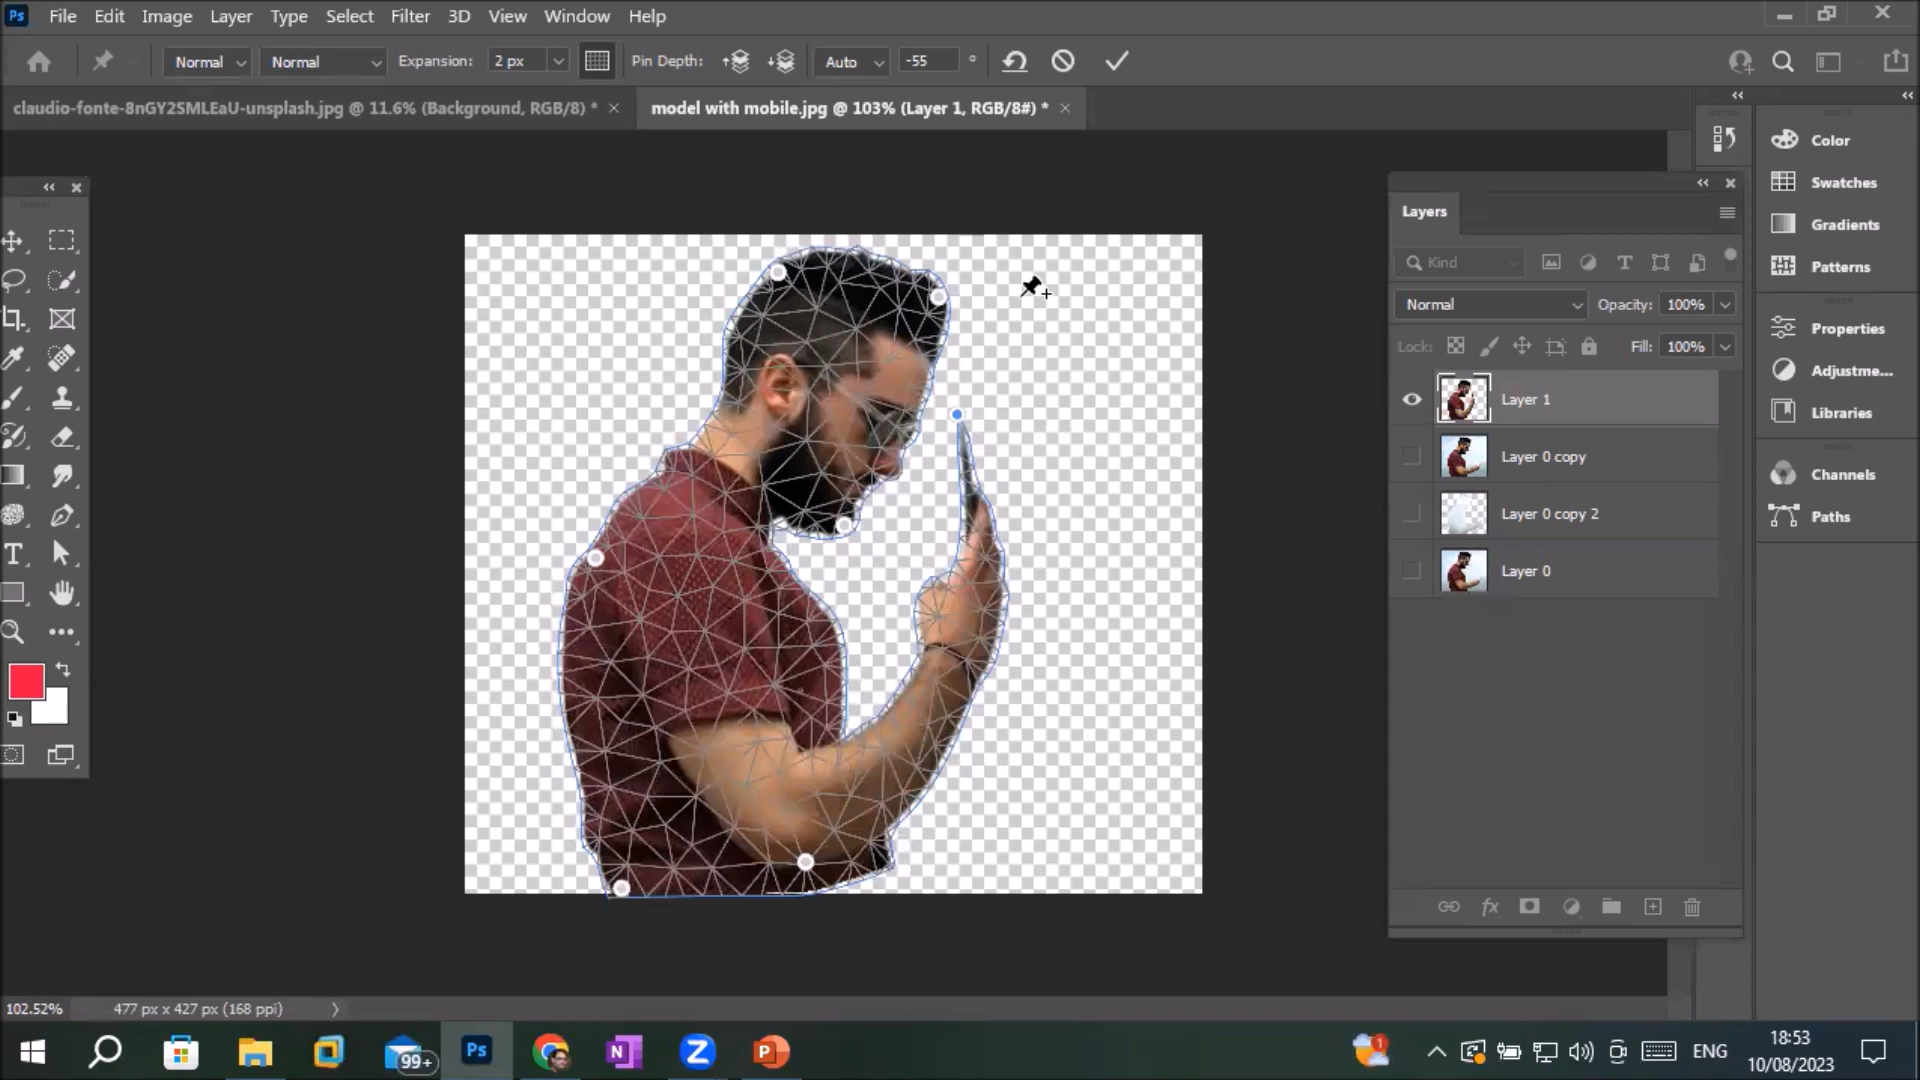 Ps File Edit Image Layer Type Select Filter 3D View Window Help
Normal Normal Expansion: 2 px Pin Depth: Auto -55 °
claudio-fonte-8nGY2SMLEaU-unsplash.jpg @ 11.6% (Background, RGB/8) * × model with mobile.jpg @ 103% (Layer 1, RGB/8#) * ×
Color
Swatches
Gradients
Patterns
Properties
Adjustme...
Libraries
Channels
Paths
Layers
Kind
Normal Opacity: 100%
Lock: Fill: 100%
Layer 1
Layer 0 copy
Layer 0 copy 2
Layer 0
fx
102.52% 477 px x 427 px (168 ppi)
99+ Ps N Z P 1 ENG
18:53
10/08/2023